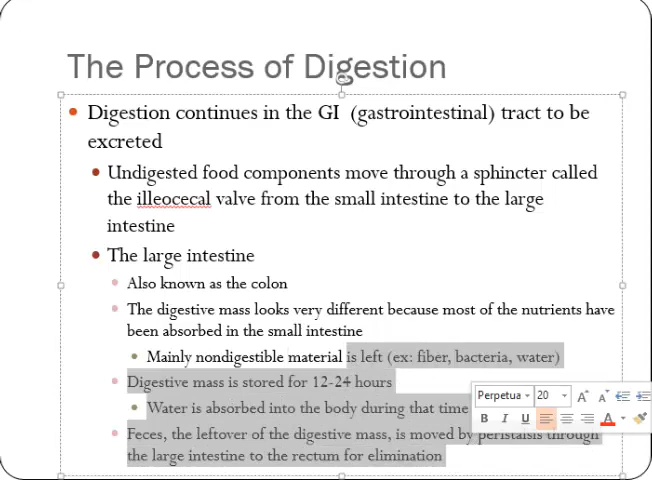 The Process of Digestion
Digestion continues in the GI (gastrointestinal) tract to be
excreted
Undigested food components move through a sphincter called
the illeocecal valve from the small intestine to the large
intestine
The large intestine
Also known as the colon
The digestive mass looks very different because most of the nutrients have
been absorbed in the small intestine
Mainly nondigestible material is left (ex: fiber, bacteria, water)
Digestive mass is stored for 12-24 hours
Water is absorbed into the body during that time
Feces, the leftover of the digestive mass, is moved by peristalsis through
the large intestine to the rectum for elimination
Perpetua 20 A A
B I U A